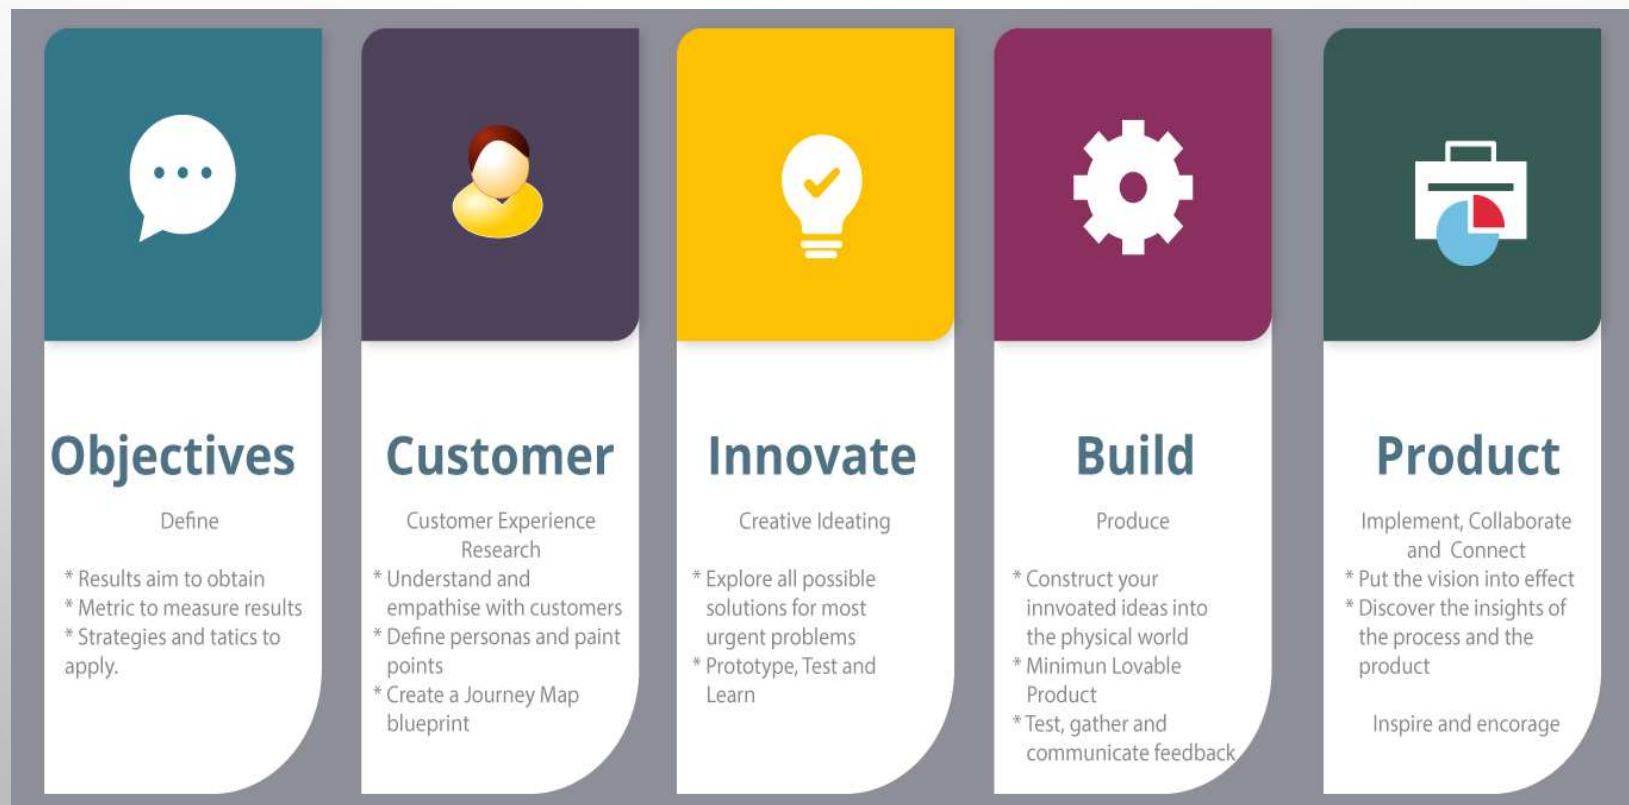 Objectives
Define
* Results aim to obtain
* Metric to measure results
* Strategies and tatics to
apply.
Customer
Customer Experience
Research
* Understand and
empathise with customers
* Define personas and paint
points
* Create a Journey Map
blueprint
Innovate
Creative Ideating
* Explore all possible
solutions for most
urgent problems
* Prototype, Test and
Learn
Build
Produce
* Construct your
innvoated ideas into
the physical world
* Minimun Lovable
Product
* Test, gather and
communicate feedback
Product
Implement, Collaborate
and Connect
* Put the vision into effect
* Discover the insights of
the process and the
product
Inspire and encorage